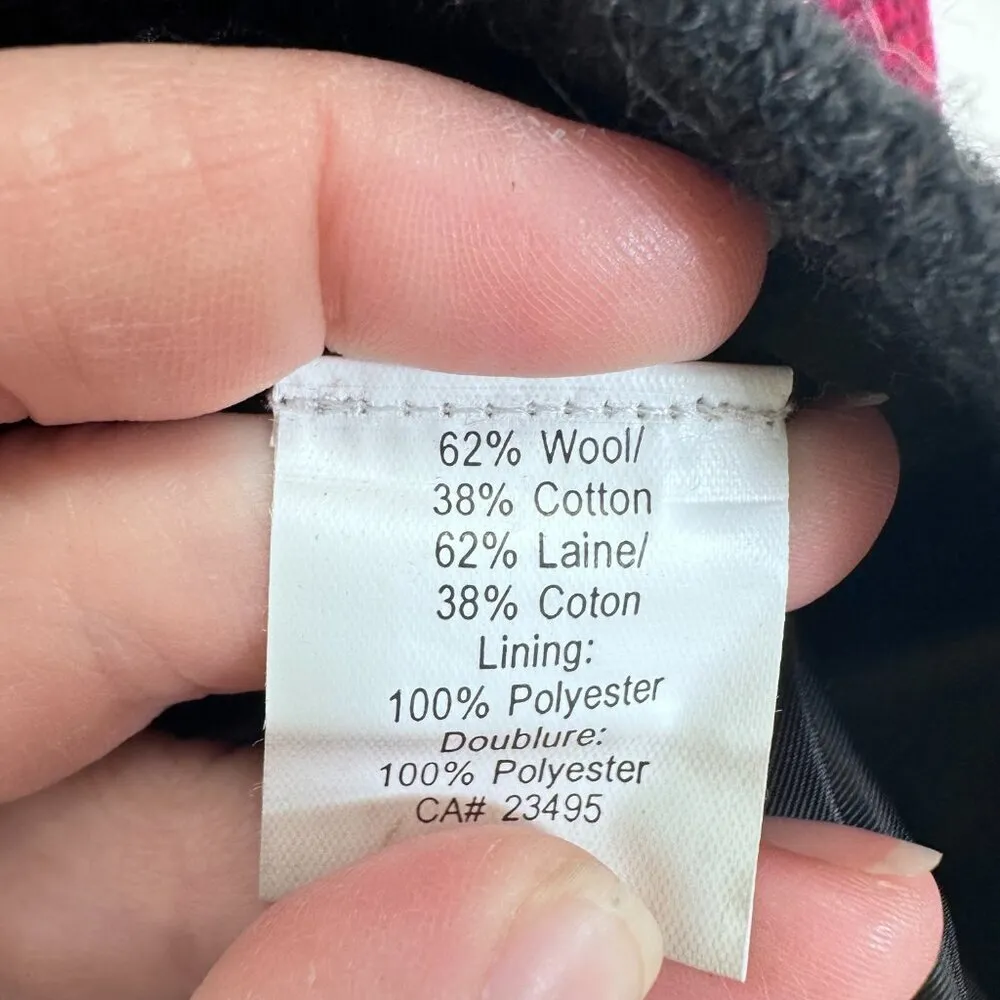 62% Wool/
38% Cotton
62% Laine/
38% Coton
Lining:
100% Polyester
Doublure:
100% Polyester
CA# 23495